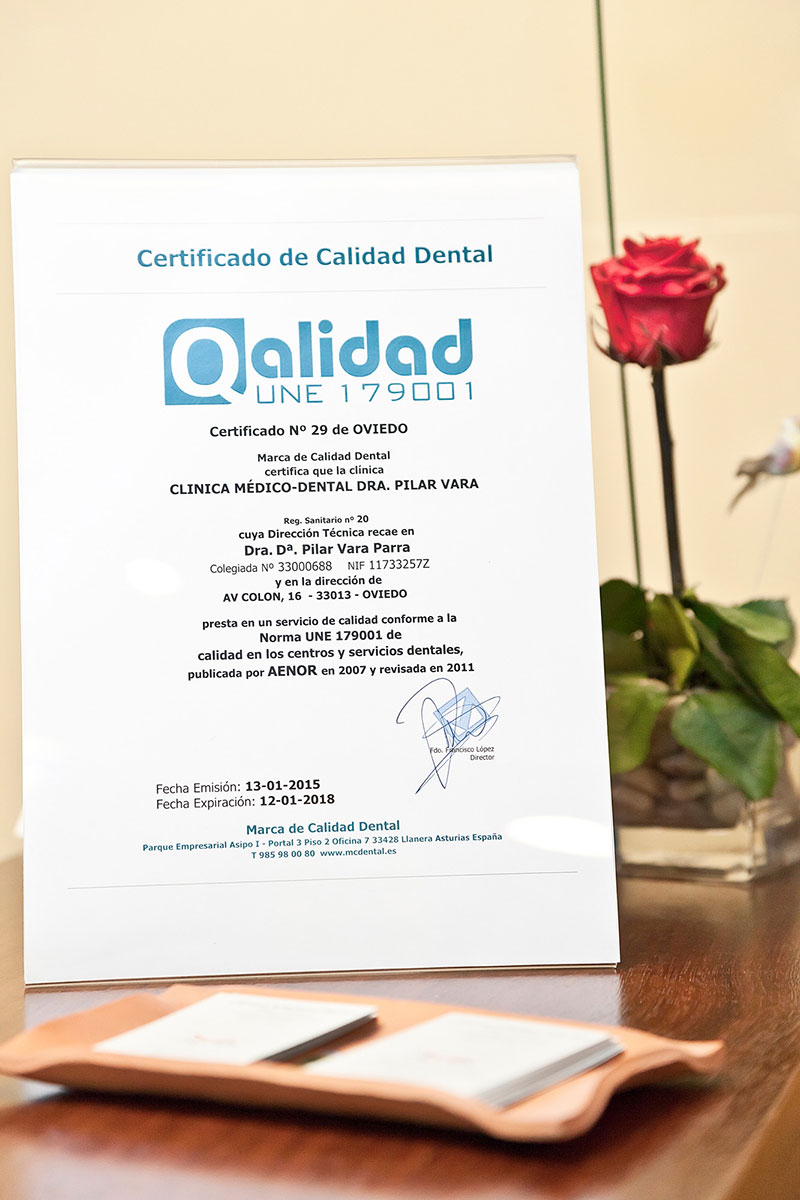 Certificado de Calidad Dental
Qalidad
UNE 179001
Certificado Nº 29 de OVIEDO
Marca de Calidad Dental
certifica que la clínica
CLINICA MÉDICO-DENTAL DRA. PILAR VARA
Reg. Sanitario nº 20
cuya Dirección Técnica recae en
Dra. Dª. Pilar Vara Parra
Colegiada Nº 33000688 NIF 11733257Z
y en la dirección de
AV COLON, 16 - 33013 - OVIEDO
presta en un servicio de calidad conforme a la
Norma UNE 179001 de
calidad en los centros y servicios dentales,
publicada por AENOR en 2007 y revisada en 2011
Fdo. Francisco López
Director
Fecha Emisión: 13-01-2015
Fecha Expiración: 12-01-2018
Marca de Calidad Dental
Parque Empresarial Asipo I - Portal 3 Piso 2 Oficina 7 33428 Llanera Asturias España
T 985 98 00 80 www.mcdental.es